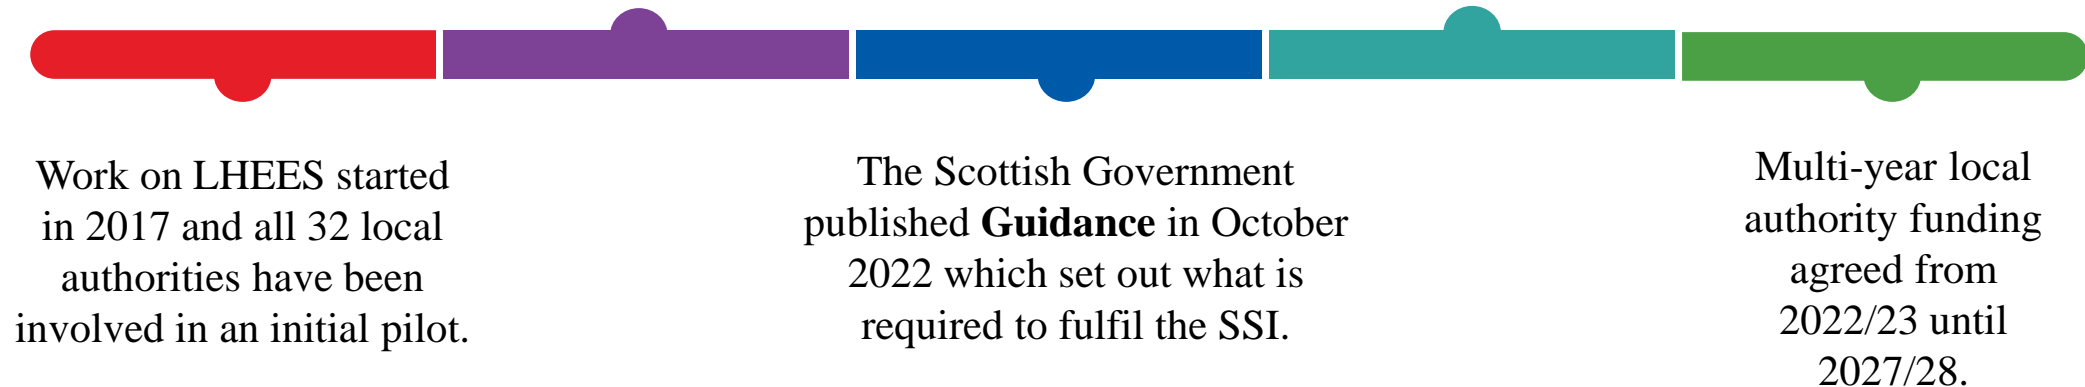 Work on LHEES started
in 2017 and all 32 local
authorities have been
involved in an initial pilot.
The Scottish Government
published Guidance in October
2022 which set out what is
required to fulfil the SSI.
Multi-year local
authority funding
agreed from
2022/23 until
2027/28.